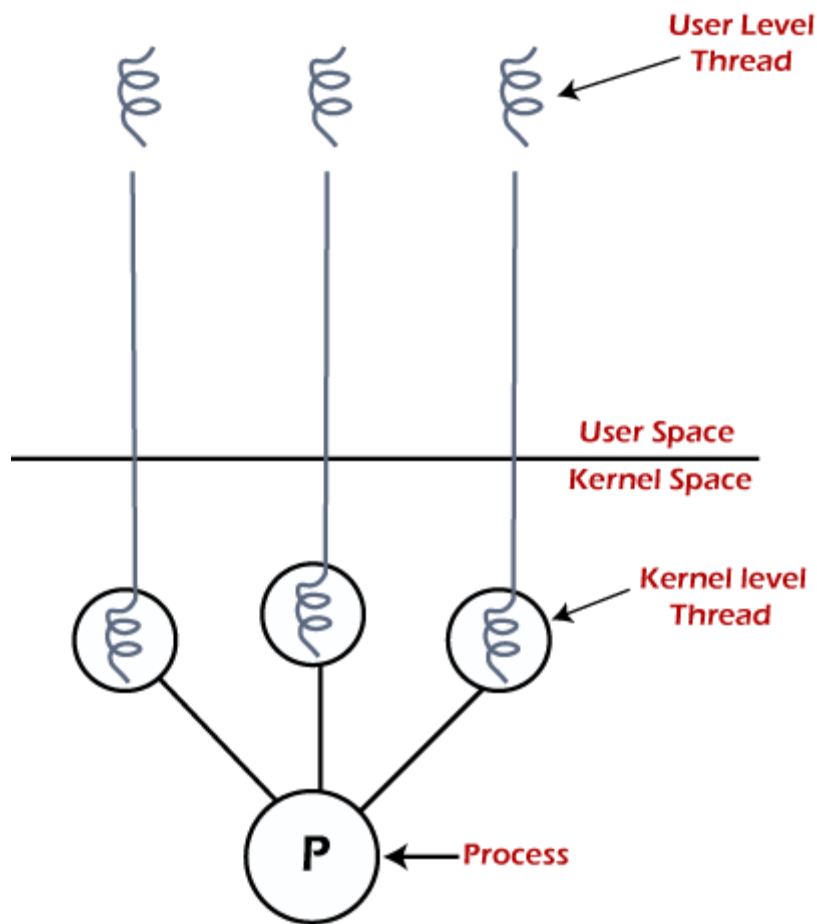 User Level
Thread
User Space
Kernel Space
Kernel level
Thread
P
Process